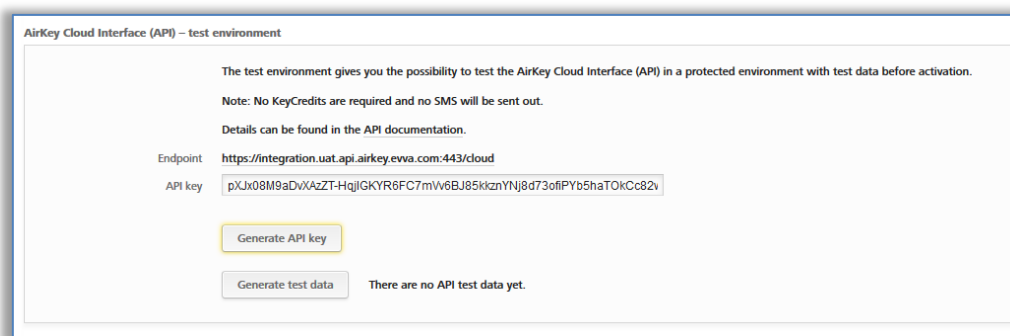 AirKey Cloud Interface (API) – test environment
The test environment gives you the possibility to test the AirKey Cloud Interface (API) in a protected environment with test data before activation.
Note: No KeyCredits are required and no SMS will be sent out.
Details can be found in the API documentation.
Endpoint https://integration.uat.api.airkey.evva.com:443/cloud
API key
Generate API key
Generate test data There are no API test data yet.